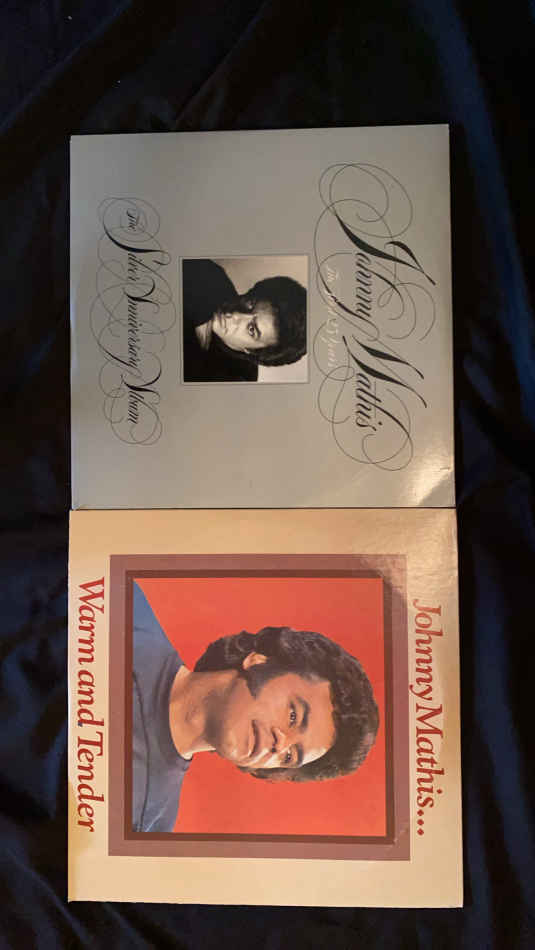 Johnny Mathis
The first 25 years
The Silver Anniversary Album
Johnny Mathis...
Warm and Tender